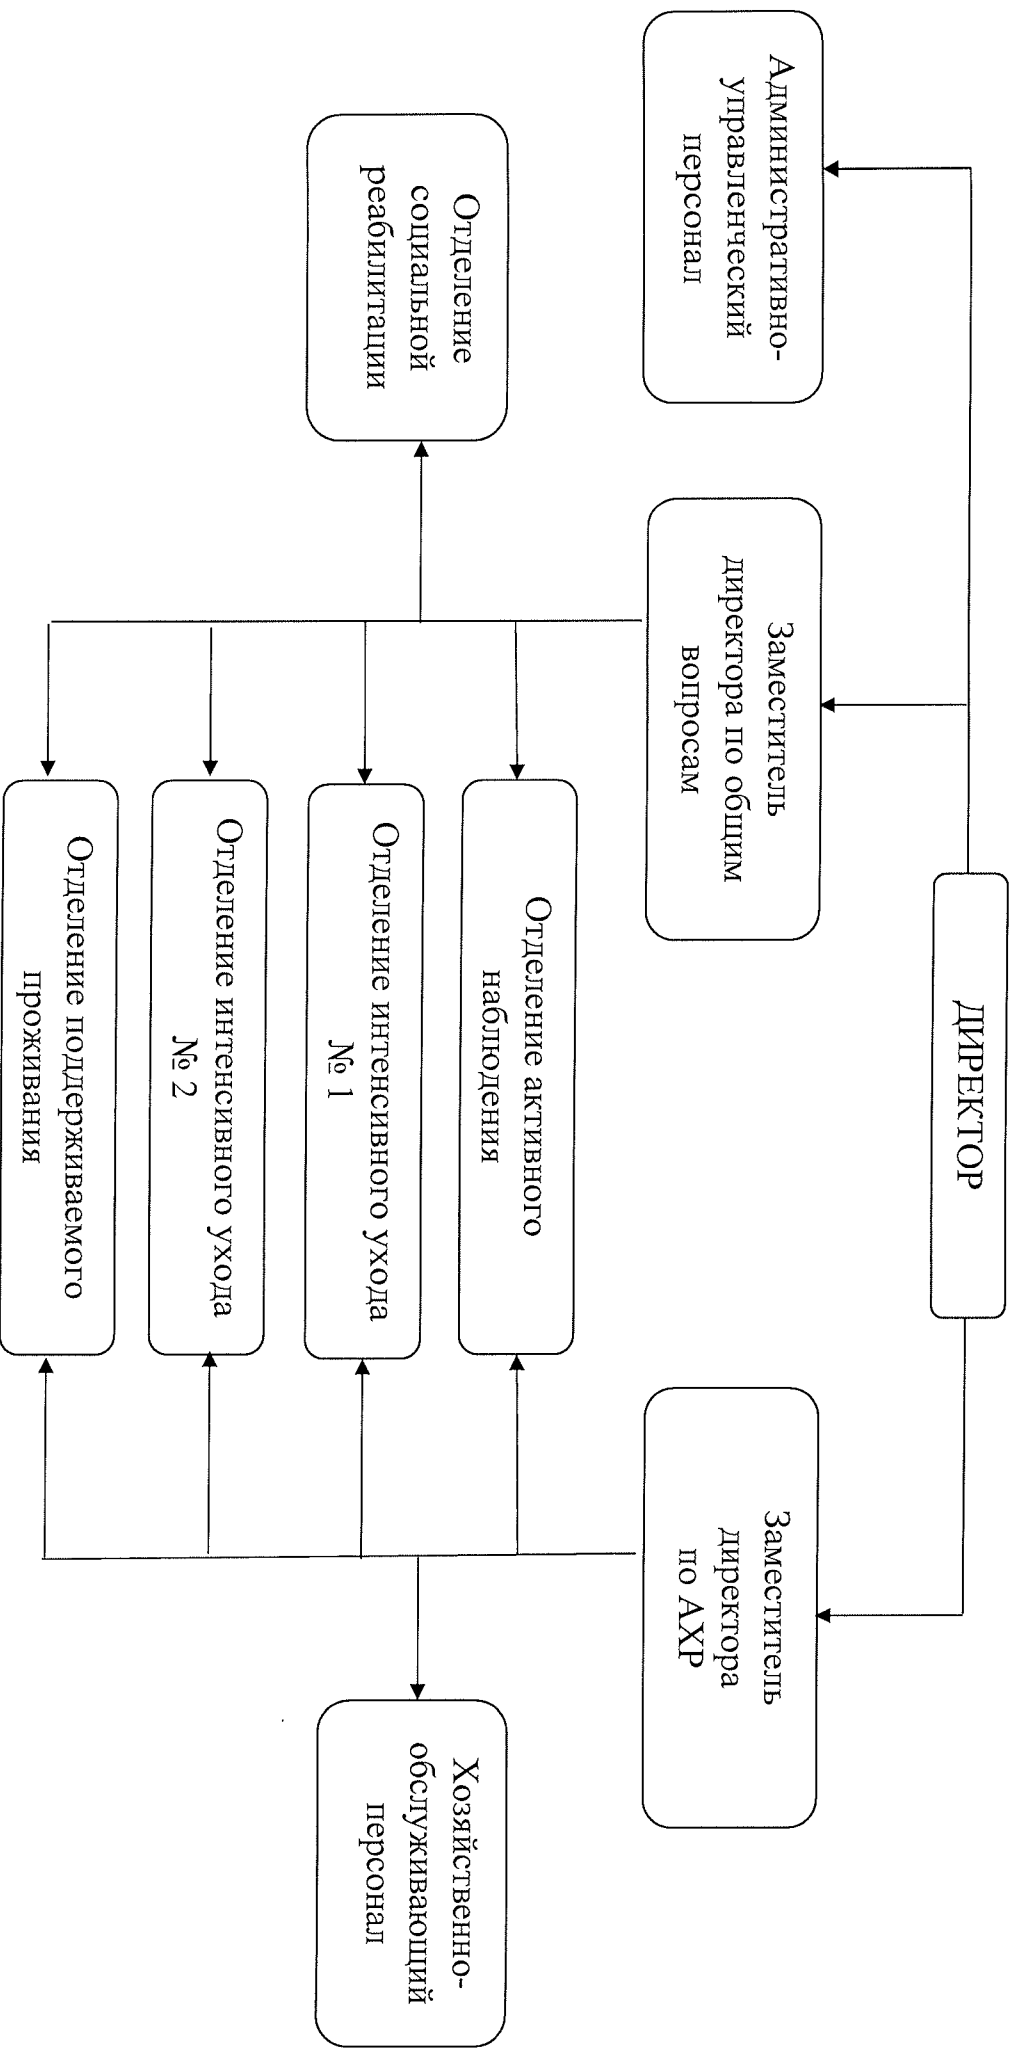 ДИРЕКТОР
Административно-
управленческий
персонал
Заместитель
директора по общим
вопросам
Заместитель
директора
по АХР
Отделение
социальной
реабилитации
Отделение активного
наблюдения
Отделение интенсивного ухода
№ 1
Отделение интенсивного ухода
№ 2
Отделение поддерживаемого
проживания
Хозяйственно-
обслуживающий
персонал